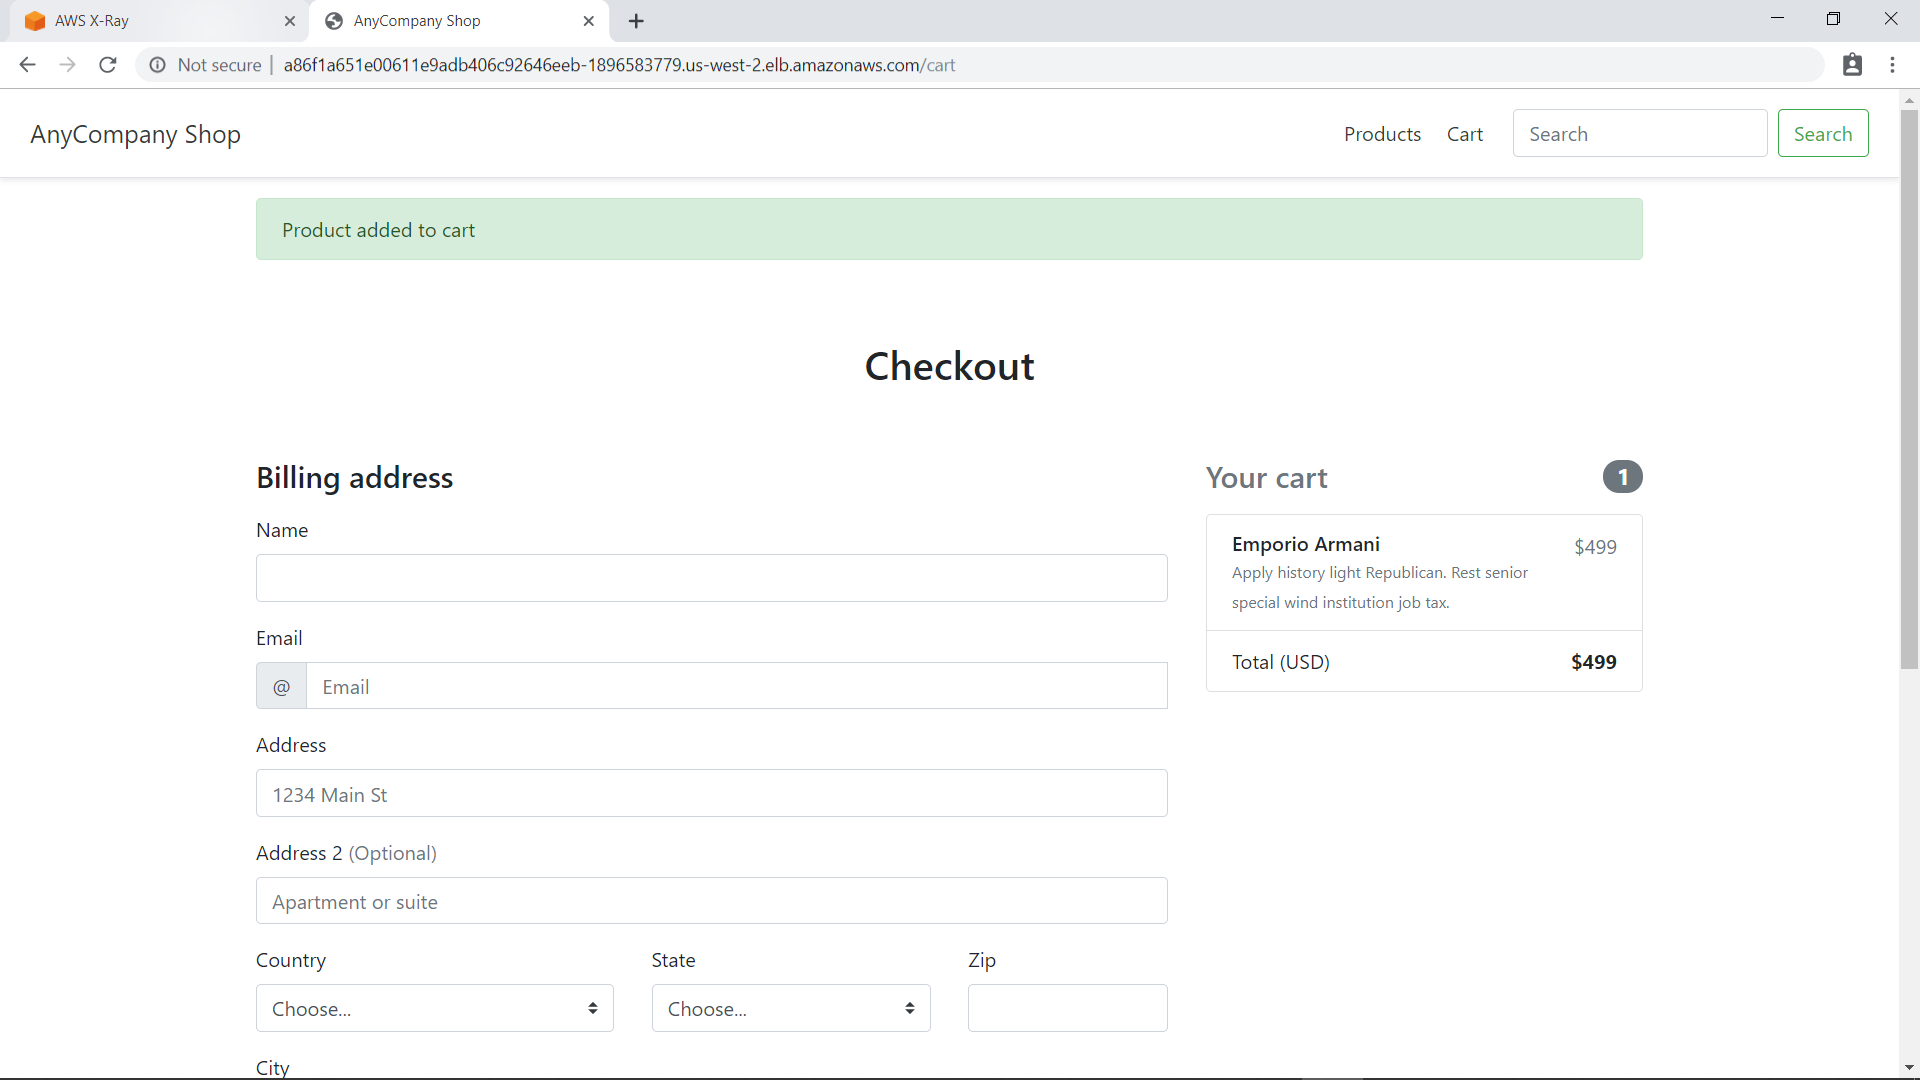 AWS X-Ray
AnyCompany Shop
Not secure
a86f1a651e00611e9adb406c92646eeb-1896583779.us-west-2.elb.amazonaws.com/cart
AnyCompany Shop
Products
Cart
Search
Search
Product added to cart
Checkout
Billing address
Name
Email
@
Email
Address
1234 Main St
Address 2 (Optional)
Apartment or suite
Country
State
Zip
Choose...
Choose...
City
Your cart
1
Emporio Armani
$499
Apply history light Republican. Rest senior
special wind institution job tax.
Total (USD)
$499